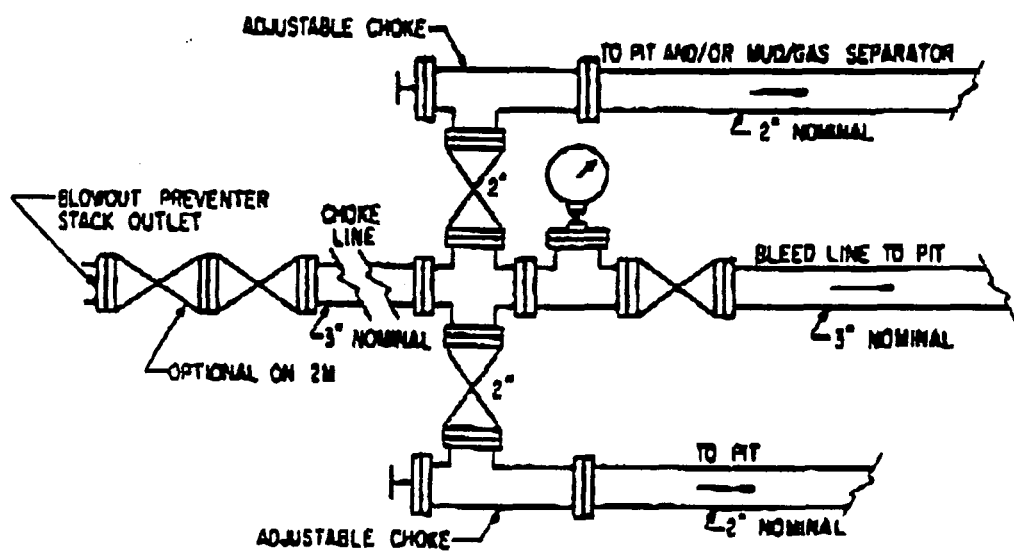 ADJUSTABLE CHOKE
TO PIT AND/OR MUD/GAS SEPARATOR
2" NOMINAL
2"
BLOWOUT PREVENTER
STACK OUTLET
CHOKE
LINE
BLEED LINE TO PIT
3" NOMINAL
3" NOMINAL
OPTIONAL ON 2M
2"
TO PIT
2" NOMINAL
ADJUSTABLE CHOKE